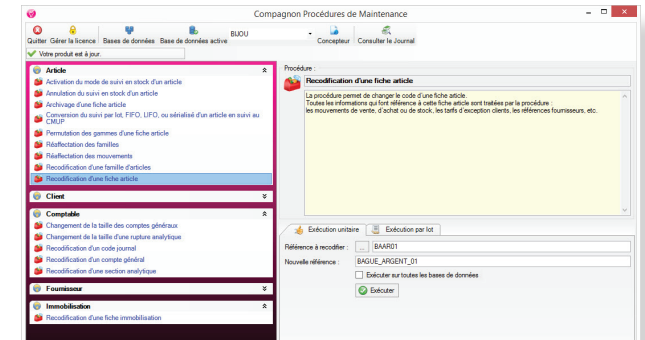 Compagnon Procédures de Maintenance
Quitter Gérer la licence Bases de données Base de données active BIJOU Concepteur Consulter le Journal
Votre produit est à jour.
Article
Activation du mode de suivi en stock d'un article
Annulation du suivi en stock d'un article
Archivage d'une fiche article
Conversion du suivi par lot, FIFO, LIFO, ou sérialisé d'un article en suivi au
CMUP
Permutation des gammes d'une fiche article
Réaffectation des familles
Réaffectation des mouvements
Recodification d'une famille d'articles
Recodification d'une fiche article
Client
Comptable
Changement de la taille des comptes généraux
Changement de la taille d'une rupture analytique
Recodification d'un code journal
Recodification d'un compte général
Recodification d'une section analytique
Fournisseur
Immobilisation
Recodification d'une fiche immobilisation
Procédure :
Recodification d'une fiche article
La procédure permet de changer le code d'une fiche article.
Toutes les informations qui font référence à cette fiche article sont traitées par la procédure :
les mouvements de vente, d'achat ou de stock, les tarifs d'exception clients, les références fournisseurs, etc.
Exécution unitaire Exécution par lot
Référence à recodifier : ... BAAR01
Nouvelle référence : BAGUE_ARGENT_01
Exécuter sur toutes les bases de données
Exécuter